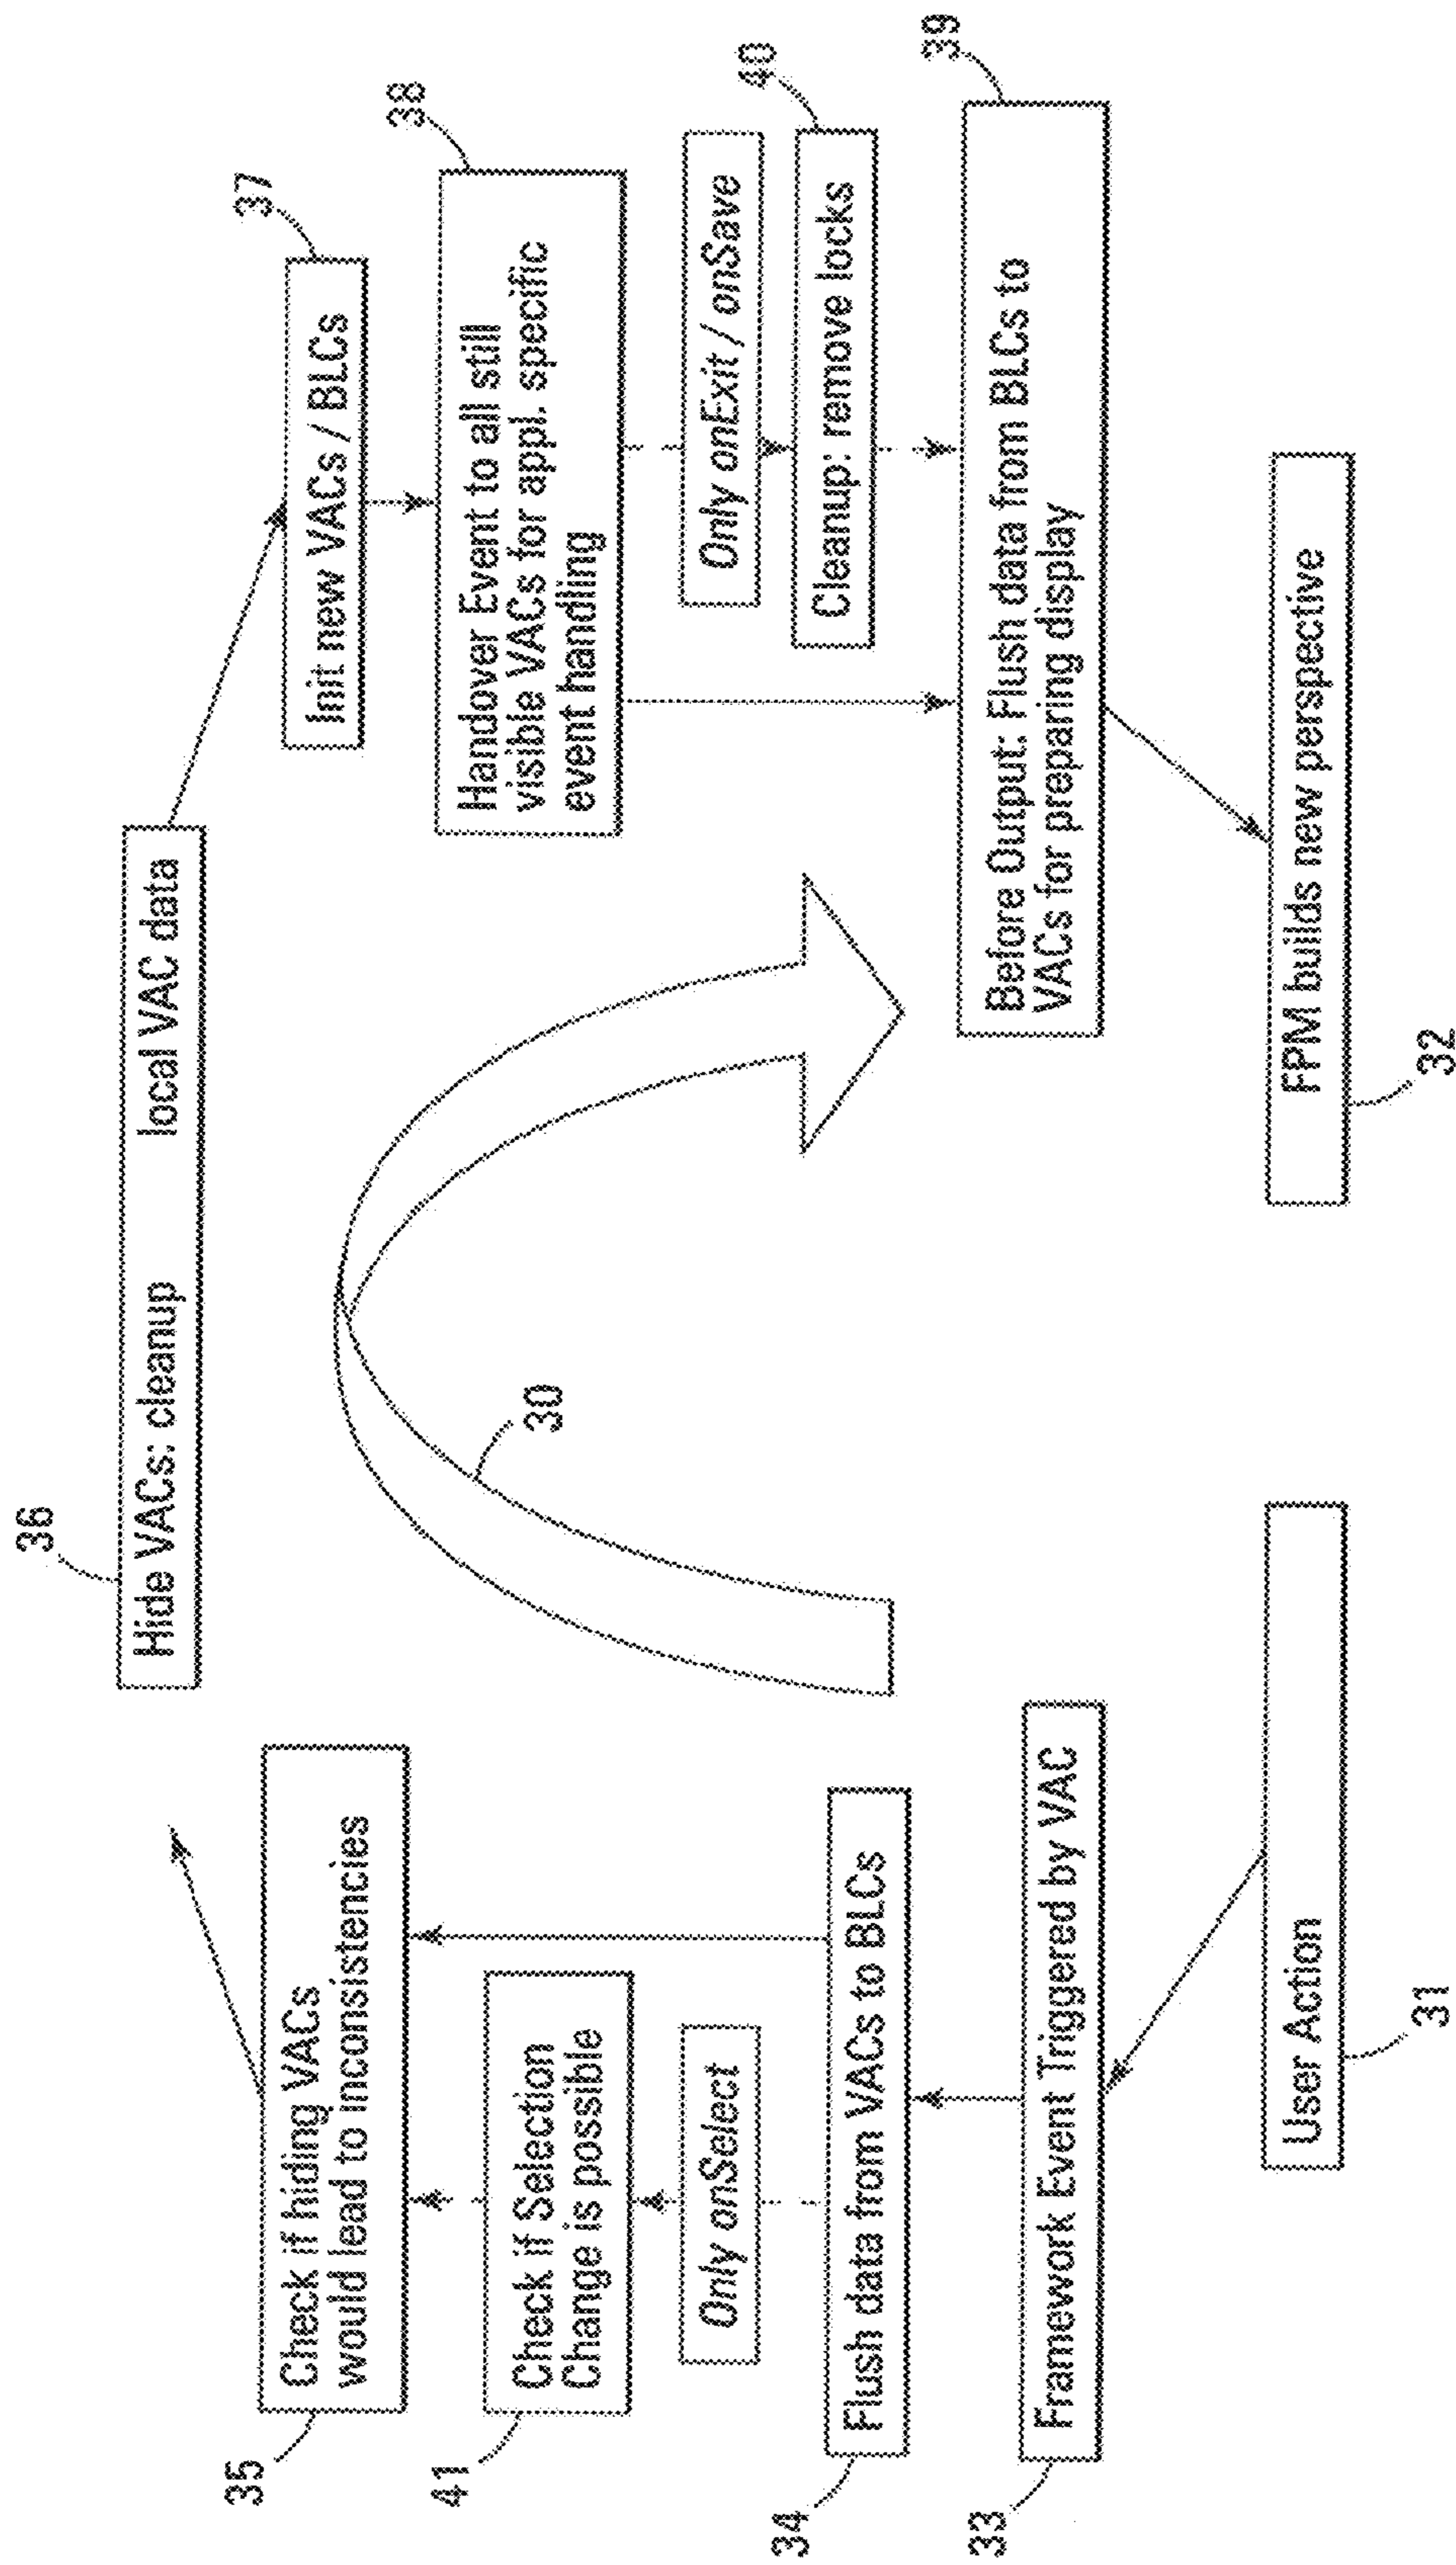 36
Hide VACs: cleanup local VAC data
37
Init new VACs / BLCs
35
Check if hiding VACs
would lead to inconsistencies
38
Handover Event to all still
visible VACs for appl. specific
event handling
41
Check if Selection
Change is possible
30
Only onSelect
Only onExit / onSave
40
Cleanup: remove locks
34
Flush data from VACs to BLCs
39
Before Output: Flush data from BLCs to
VACs for preparing display
33
Framework Event Triggered by VAC
User Action
31
FPM builds new perspective
32